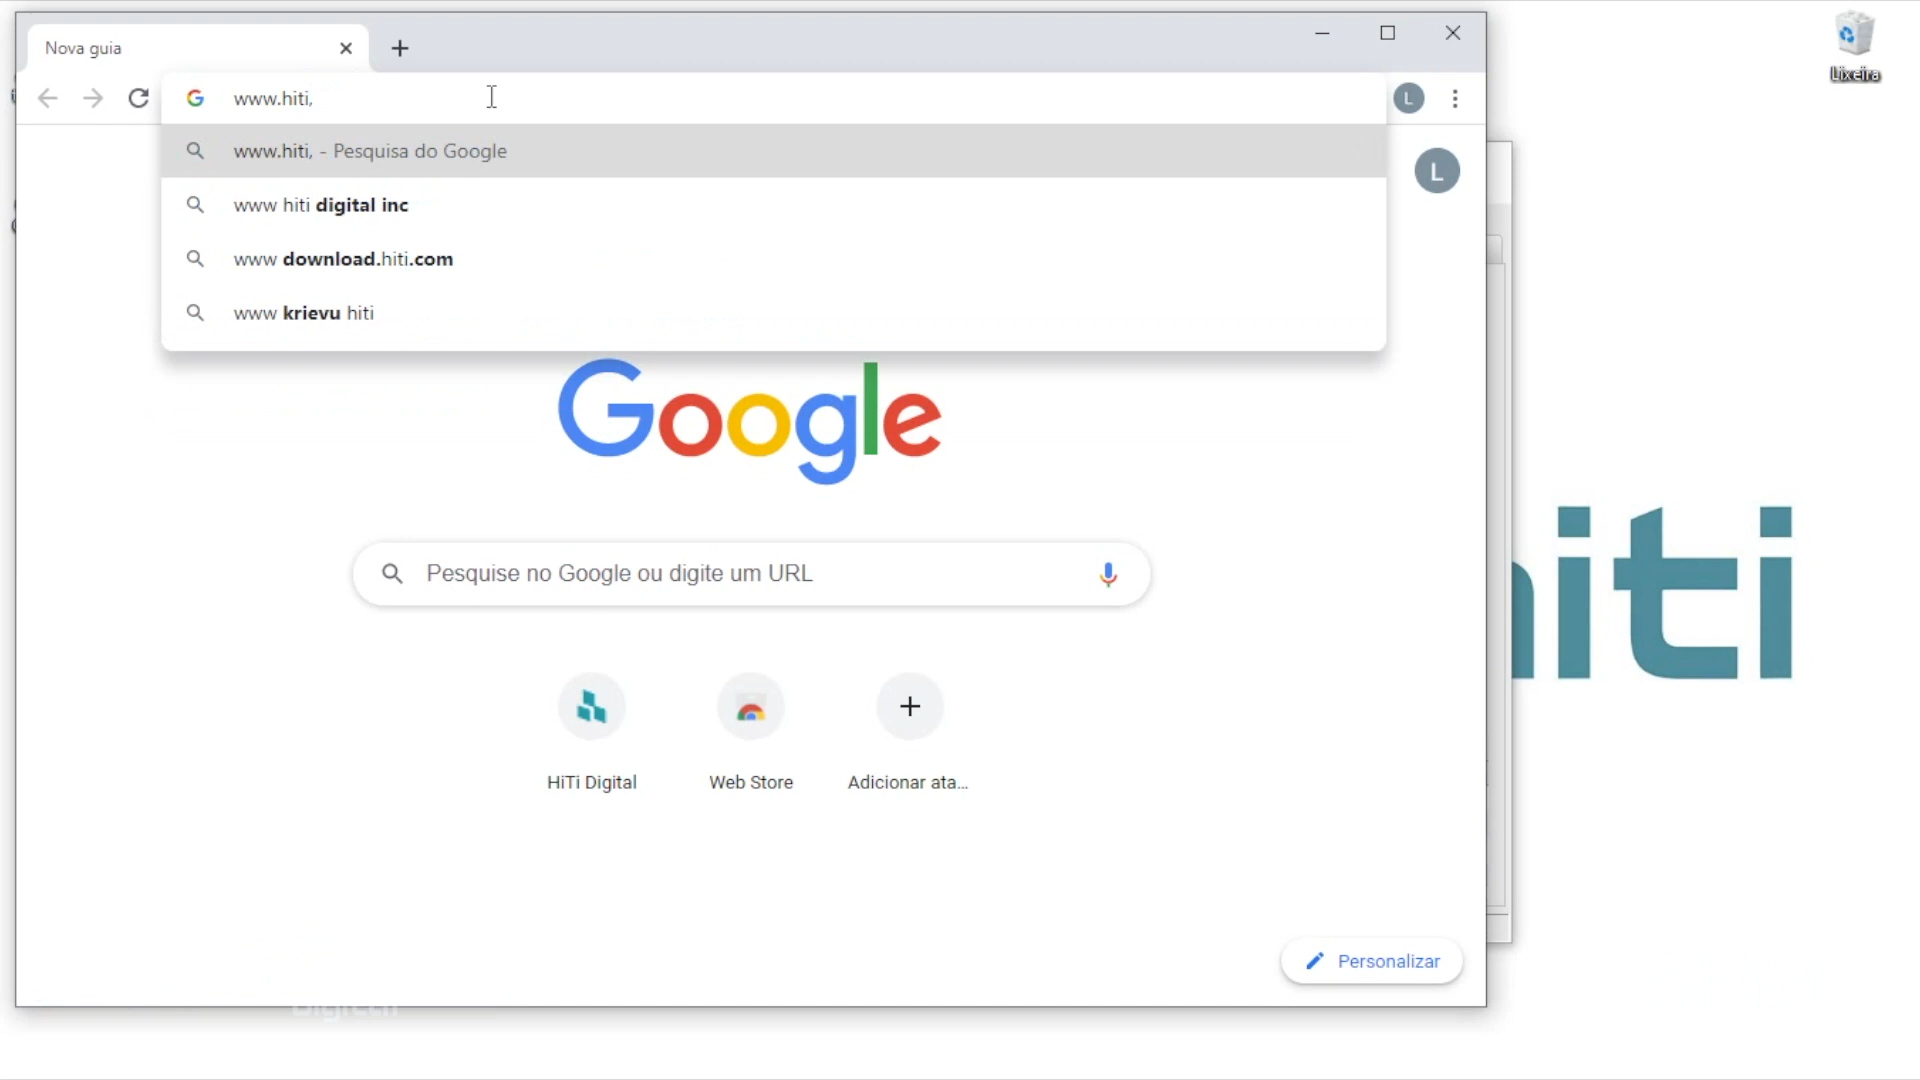 Nova guia
www.hiti,
L
www.hiti, - Pesquisa do Google
L
www hiti digital inc
www download.hiti.com
www krievu hiti
Google
Pesquise no Google ou digite um URL
HiTi Digital
Web Store
Adicionar ata...
Personalizar
Lixeira
hiti
DigiTech